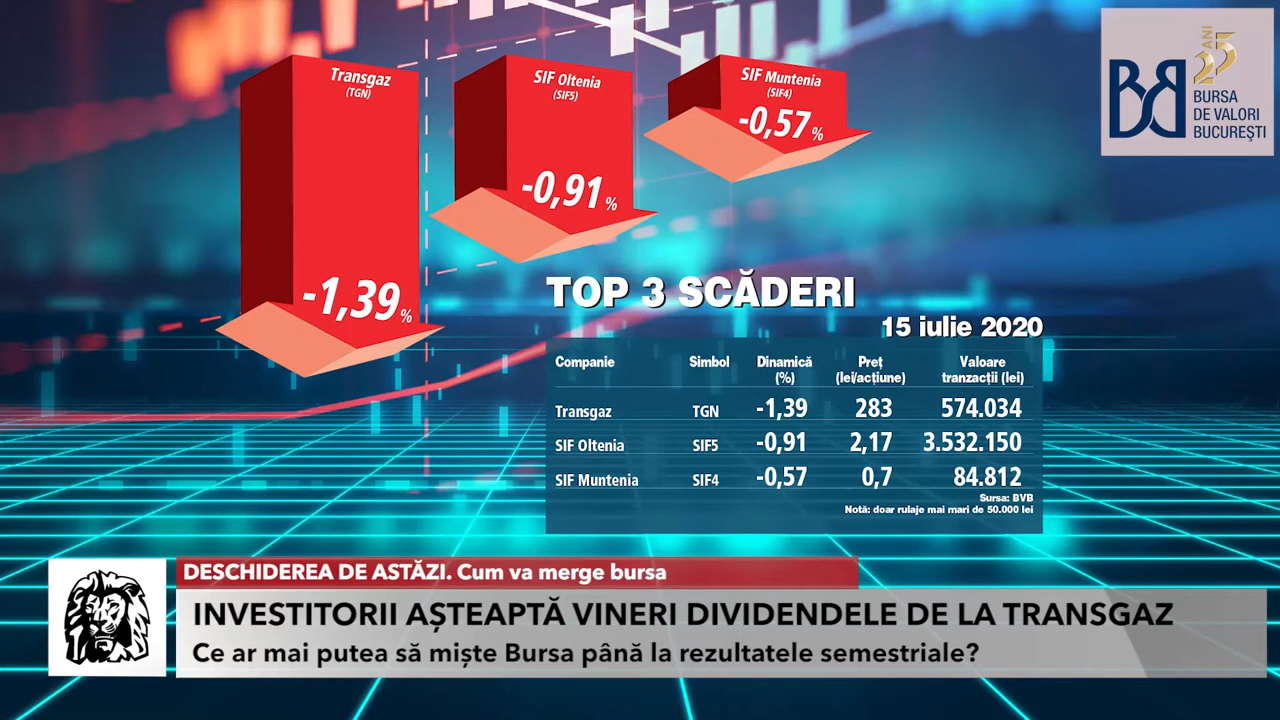 Transgaz
(TGN)
-1,39 %
SIF Oltenia
(SIF5)
-0,91 %
SIF Muntenia
(SIF4)
-0,57 %
25 ANI
BVB
BURSA
DE VALORI
BUCUREŞTI
TOP 3 SCĂDERI
15 iulie 2020
Companie Simbol Dinamică (%) Preț (lei/acțiune) Valoare tranzacții (lei)
Transgaz TGN -1,39 283 574.034
SIF Oltenia SIF5 -0,91 2,17 3.532.150
SIF Muntenia SIF4 -0,57 0,7 84.812
Sursa: BVB
Notă: doar rulaje mai mari de 50.000 lei
DESCHIDEREA DE ASTĂZI. Cum va merge bursa
INVESTITORII AȘTEAPTĂ VINERI DIVIDENDELE DE LA TRANSGAZ
Ce ar mai putea să miște Bursa până la rezultatele semestriale?